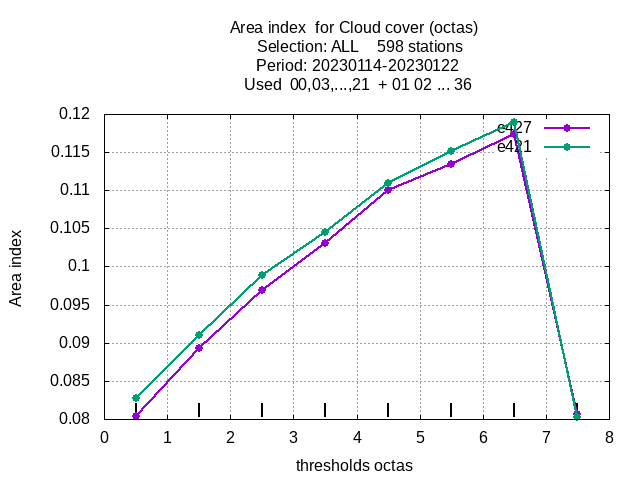 Area index  for Cloud cover (octas)
Selection: ALL    598 stations
Period: 20230114-20230122
Used  00,03,...,21  + 01 02 ... 36
0.12
e427
0.115
e421
0.11
0.105
0.1
0.095
0.09
0.085
0.08
Area index
0 1 2 3 4 5 6 7 8
thresholds octas